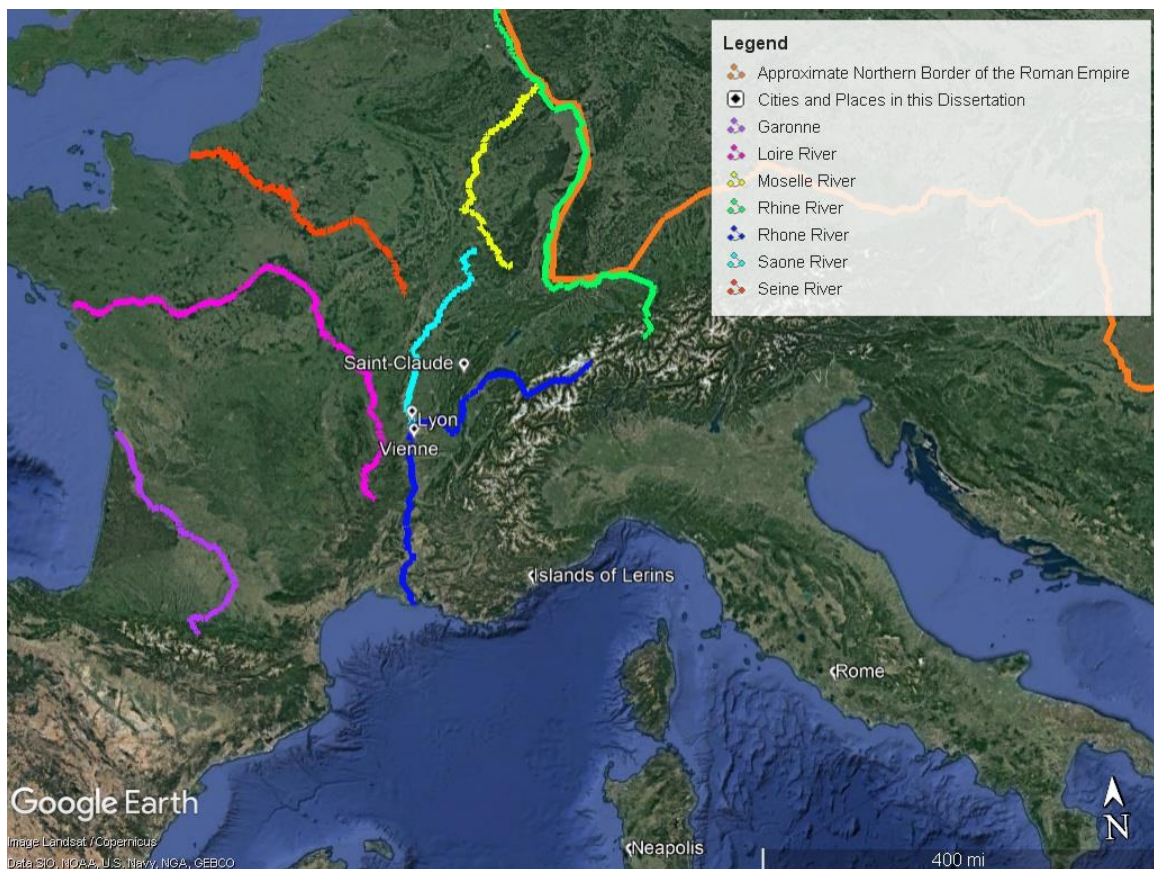 Legend
Approximate Northern Border of the Roman Empire
Cities and Places in this Dissertation
Garonne
Loire River
Moselle River
Rhine River
Rhone River
Saone River
Seine River
Saint-Claude
Lyon
Vienne
Islands of Lerins
Rome
Neapolis
Google Earth
Image Landsat / Copernicus
Data SIO, NOAA, U.S. Navy, NGA, GEBCO
N
400 mi